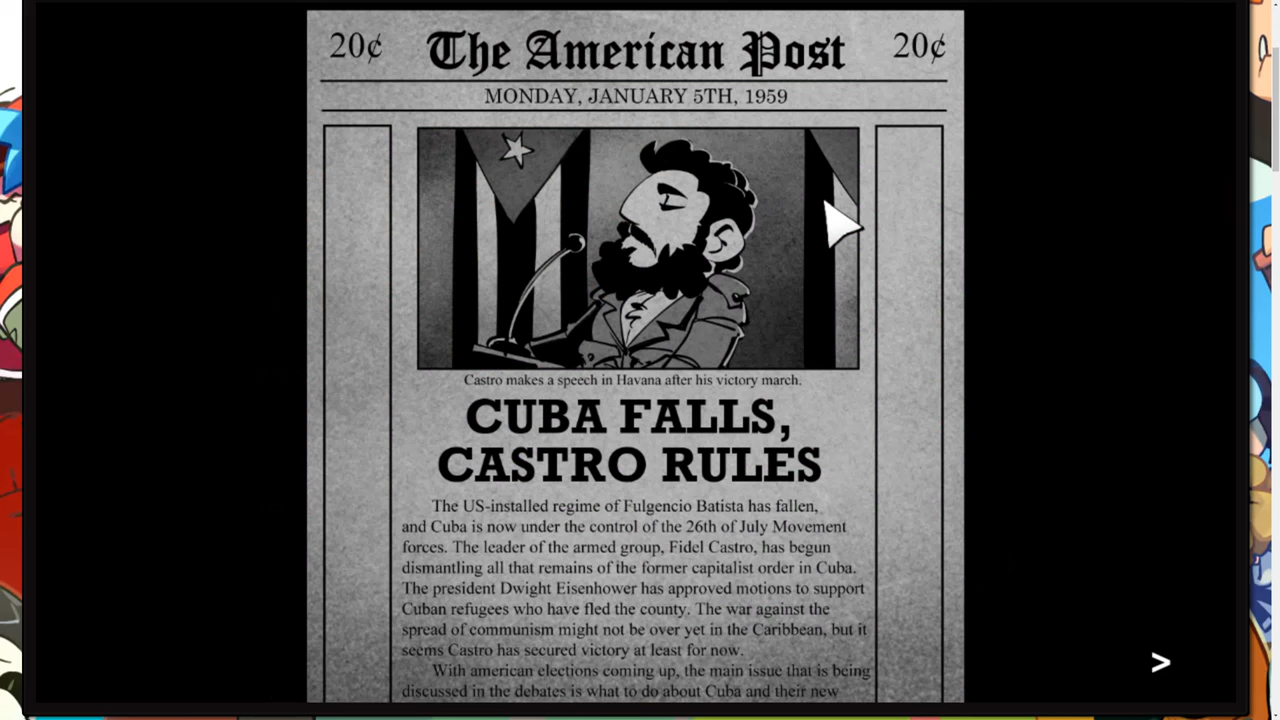 20¢ The American Post 20¢
MONDAY, JANUARY 5TH, 1959
Castro makes a speech in Havana after his victory march.
CUBA FALLS,
CASTRO RULES
The US-installed regime of Fulgencio Batista has fallen,
and Cuba is now under the control of the 26th of July Movement
forces. The leader of the armed group, Fidel Castro, has begun
dismantling all that remains of the former capitalist order in Cuba.
The president Dwight Eisenhower has approved motions to support
Cuban refugees who have fled the county. The war against the
spread of communism might not be over yet in the Caribbean, but it
seems Castro has secured victory at least for now.
With american elections coming up, the main issue that is being
discussed in the debates is what to do about Cuba and their new
>